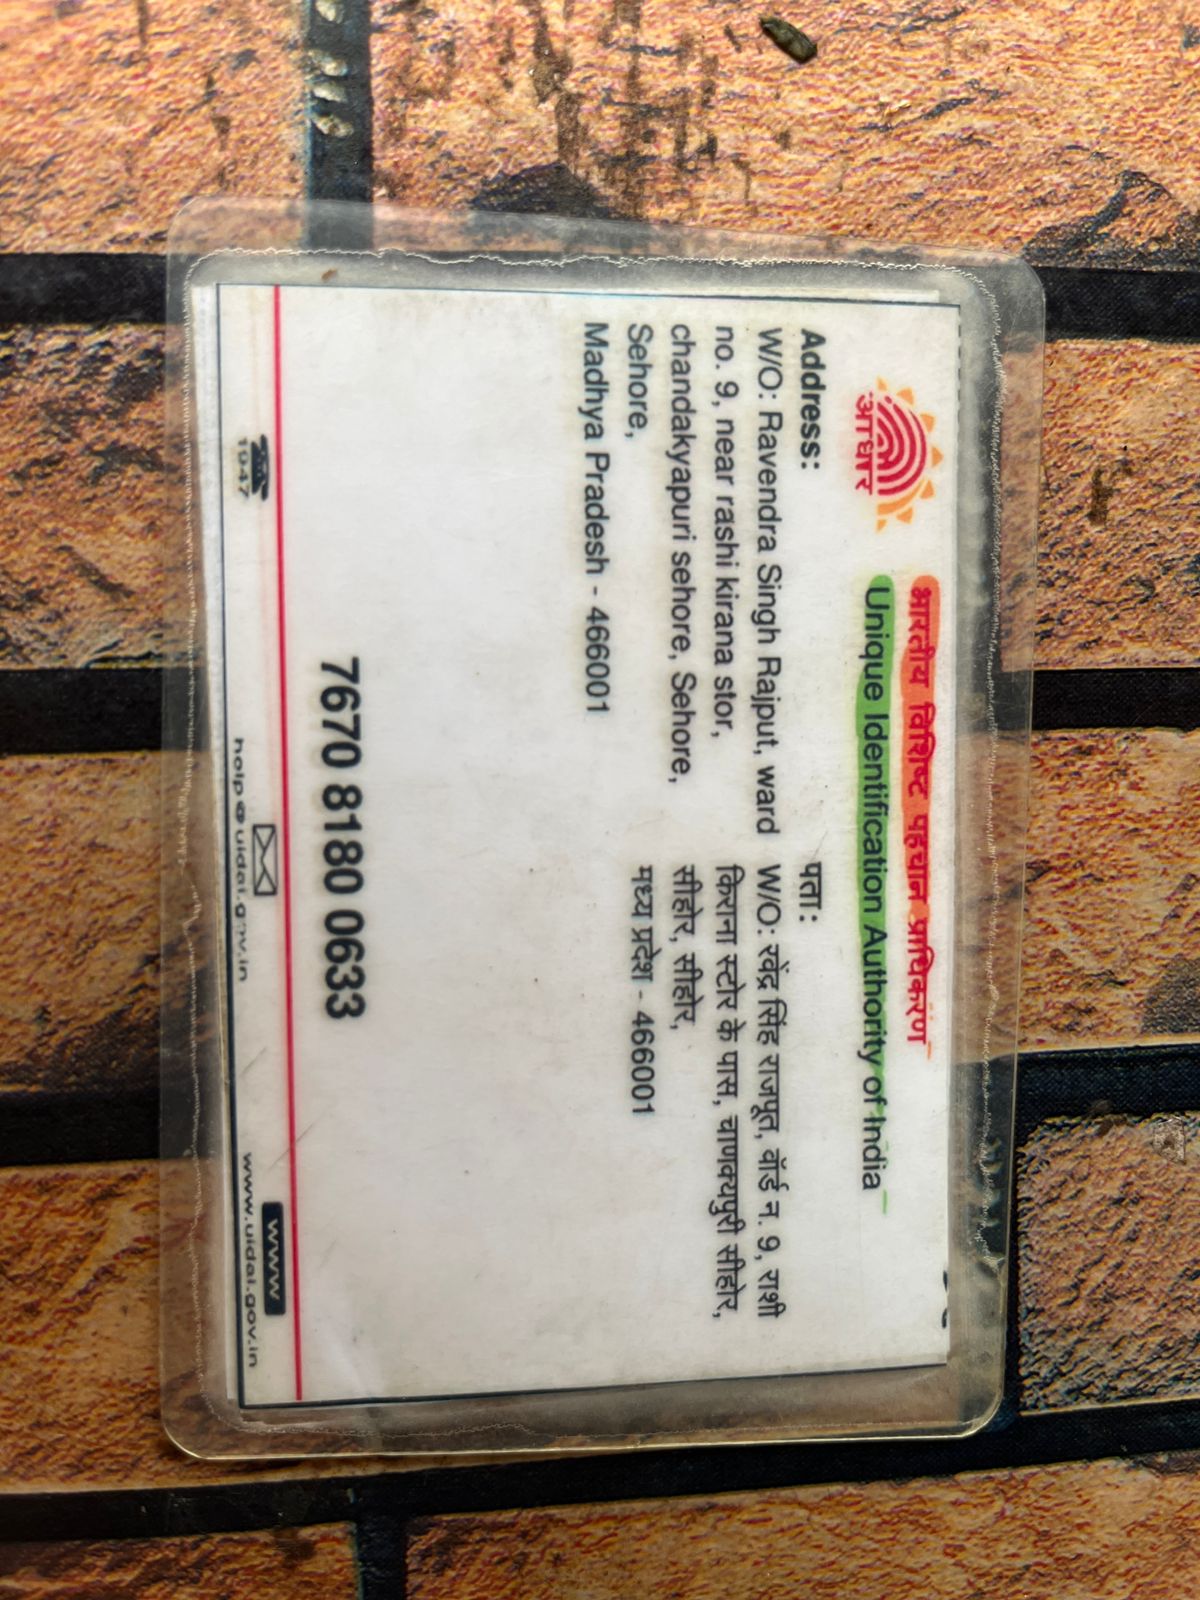 भारतीय विशिष्ट पहचान प्राधिकरण
Unique Identification Authority of India
आधार
Address:
W/O: Ravendra Singh Rajput, ward
no. 9, near rashi kirana stor,
chandakyapuri sehore, Sehore,
Sehore,
Madhya Pradesh - 466001
पता:
W/O: रवेंद्र सिंह राजपूत, वॉर्ड न. 9, राशी
किराना स्टोर के पास, चाणक्यपुरी सीहोर,
सीहोर, सीहोर,
मध्य प्रदेश - 466001
7670 8180 0633
1947
help@uidai.gov.in
www
www.uidai.gov.in